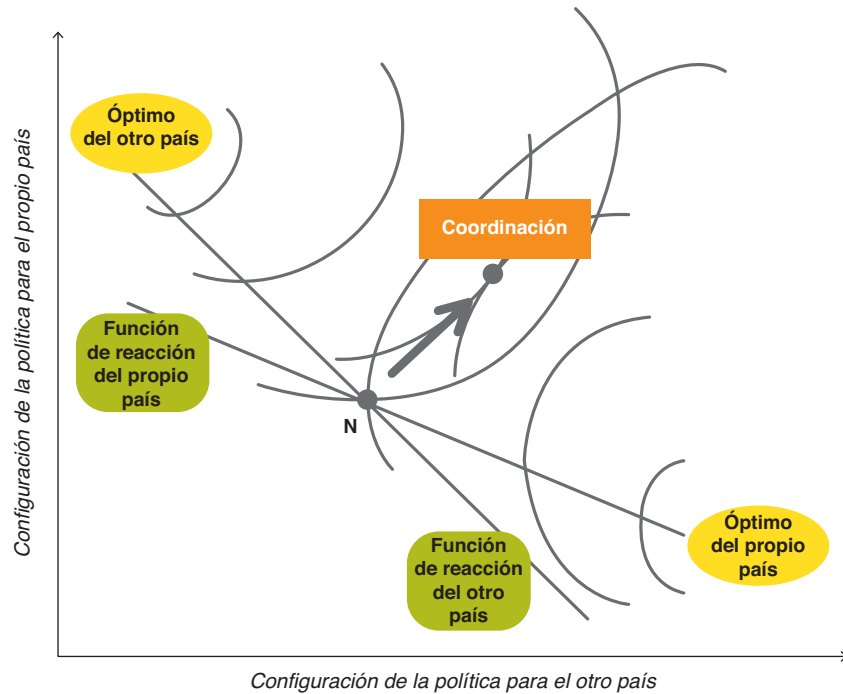 Configuración de la política para el propio país
Óptimo
del otro país
Coordinación
Función
de reacción
del propio
país
N
Óptimo
del propio
país
Función
de reacción
del otro
país
Configuración de la política para el otro país